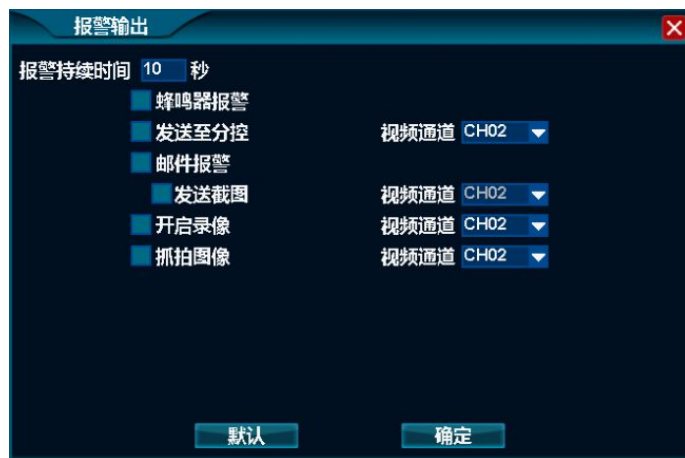 报警输出
报警持续时间 10 秒
蜂鸣器报警
发送至分控 视频通道 CH02
邮件报警
发送截图 视频通道 CH02
开启录像 视频通道 CH02
抓拍图像 视频通道 CH02
默认 确定